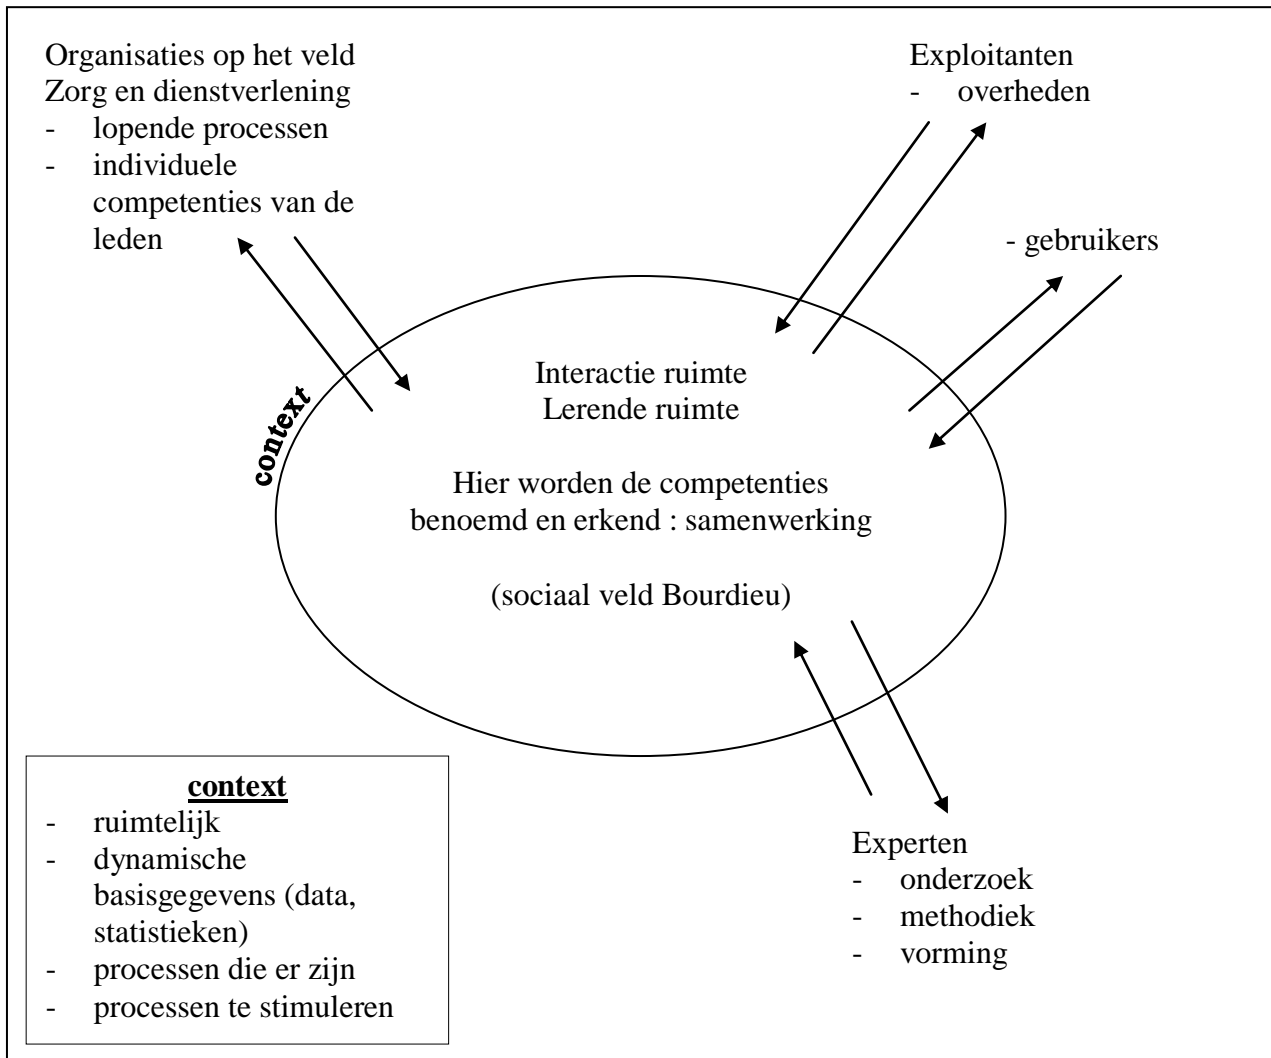 Organisaties op het veld
Zorg en dienstverlening
- lopende processen
- individuele
competenties van de
leden
Exploitanten
- overheden
- gebruikers
context
Interactie ruimte
Lerende ruimte
Hier worden de competenties
benoemd en erkend : samenwerking
(sociaal veld Bourdieu)
context
- ruimtelijk
- dynamische
basisgegevens (data,
statistieken)
- processen die er zijn
- processen te stimuleren
Experten
- onderzoek
- methodiek
- vorming